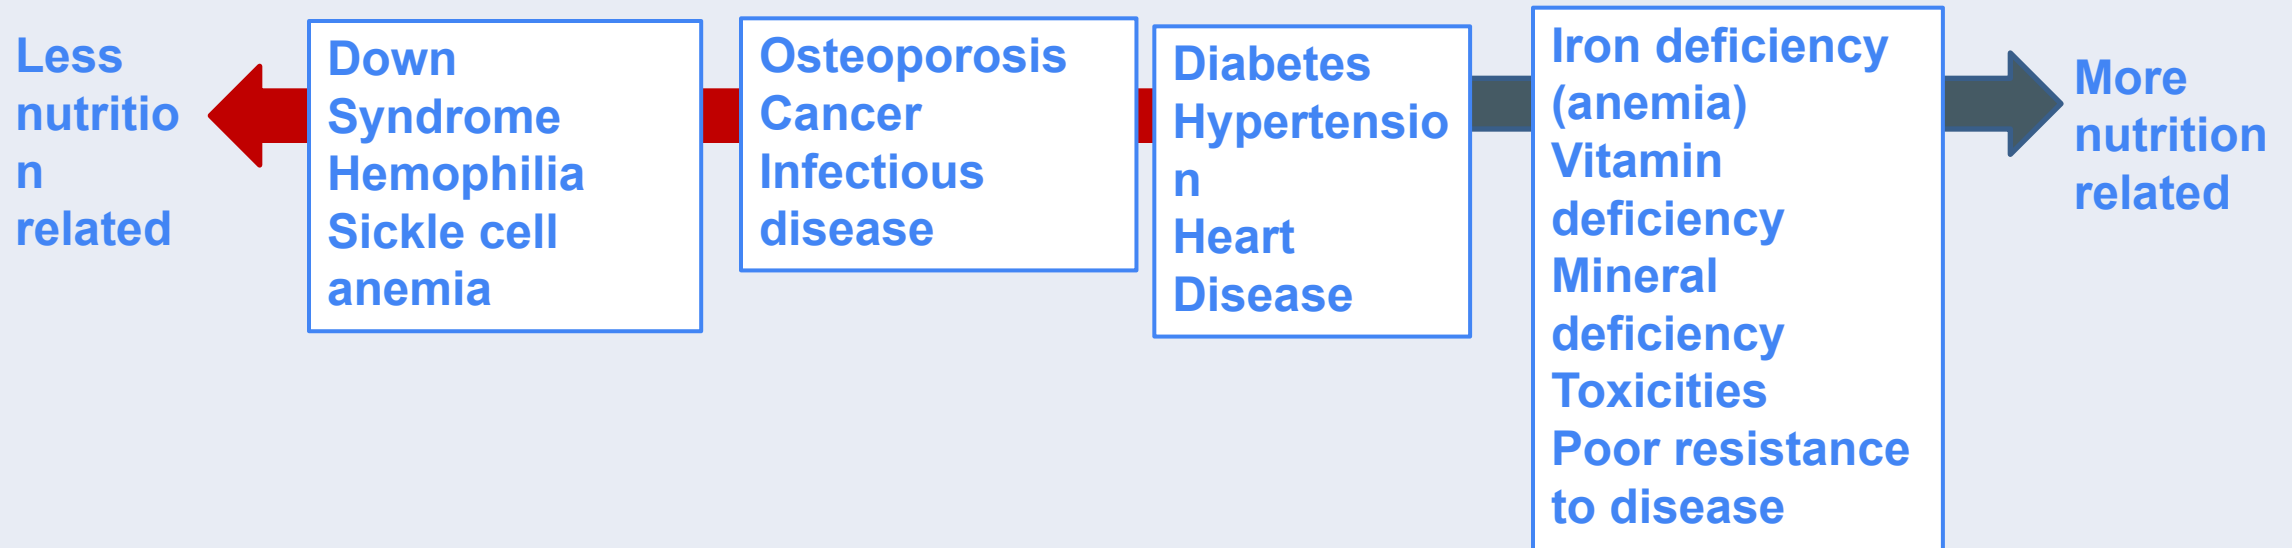 Less
nutritio
n
related
Down
Syndrome
Hemophilia
Sickle cell
anemia
Osteoporosis
Cancer
Infectious
disease
Diabetes
Hypertensio
n
Heart
Disease
Iron deficiency
(anemia)
Vitamin
deficiency
Mineral
deficiency
Toxicities
Poor resistance
to disease
More
nutrition
related